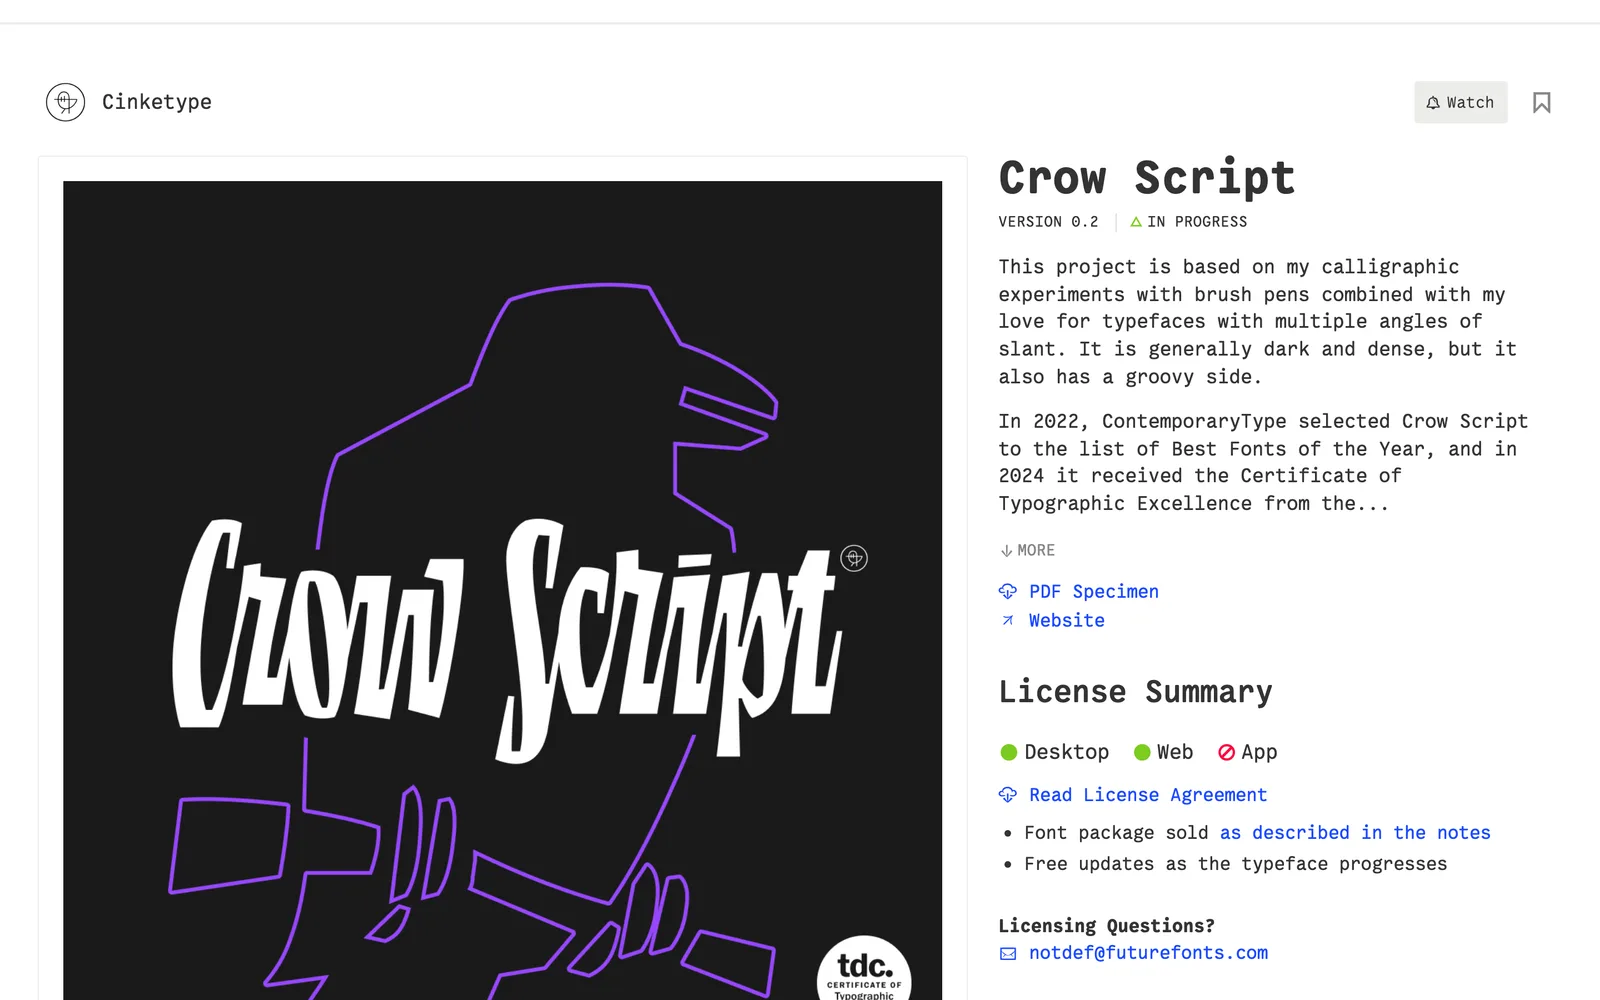 Cinketype
Watch
Crow Script
VERSION 0.2
IN PROGRESS
This project is based on my calligraphic
experiments with brush pens combined with my
love for typefaces with multiple angles of
slant. It is generally dark and dense, but it
also has a groovy side.
In 2022, ContemporaryType selected Crow Script
to the list of Best Fonts of the Year, and in
2024 it received the Certificate of
Typographic Excellence from the...
MORE
PDF Specimen
Website
License Summary
Desktop Web App
Read License Agreement
• Font package sold as described in the notes
• Free updates as the typeface progresses
Licensing Questions?
notdef@futurefonts.com
Crow Script
tdc.
CERTIFICATE OF
Typographic